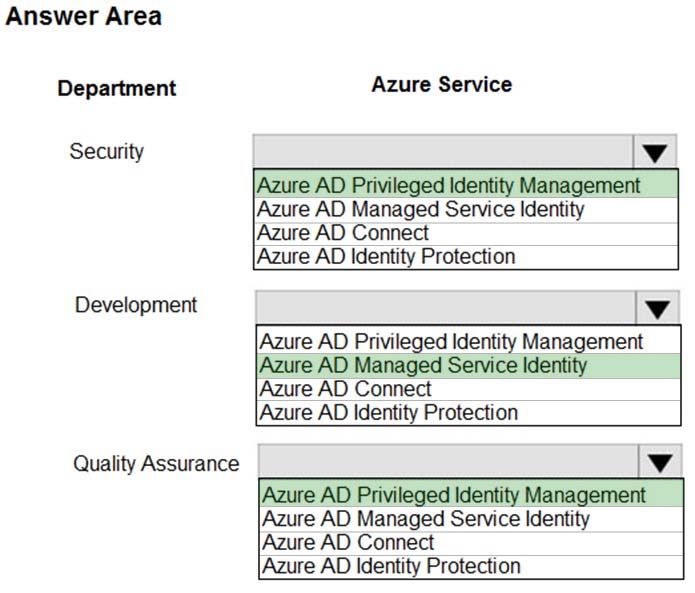 Answer Area
Department Azure Service
Security
Azure AD Privileged Identity Management
Azure AD Managed Service Identity
Azure AD Connect
Azure AD Identity Protection
Development
Azure AD Privileged Identity Management
Azure AD Managed Service Identity
Azure AD Connect
Azure AD Identity Protection
Quality Assurance
Azure AD Privileged Identity Management
Azure AD Managed Service Identity
Azure AD Connect
Azure AD Identity Protection